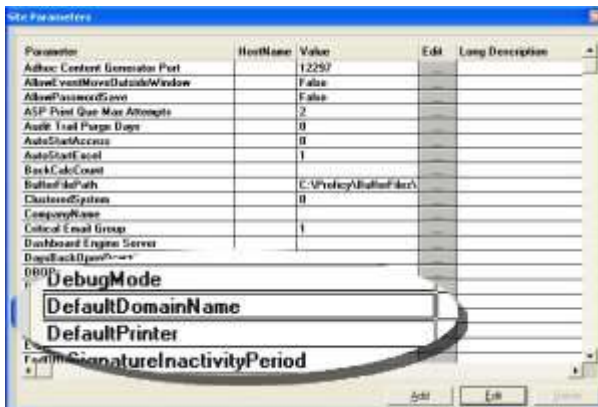 Site Parameters
Parameter HostName Value Edit Long Description
Adhoc Content Generator Port 12297
AllowEventMoveOutsideWindow False
AllowPasswordSave False
ASP Print Que Max Attempts 2
Audit Trail Purge Days 0
AutoStartAccess 0
AutoStartExcel 1
BackCalcCount
BufferFilePath C:\Proficy\BufferFiles\
ClusteredSystem 0
CompanyName
Critical Email Group 1
Dashboard Engine Server
DebugMode
DefaultDomainName
DefaultPrinter
SignatureInactivityPeriod
Add Edit